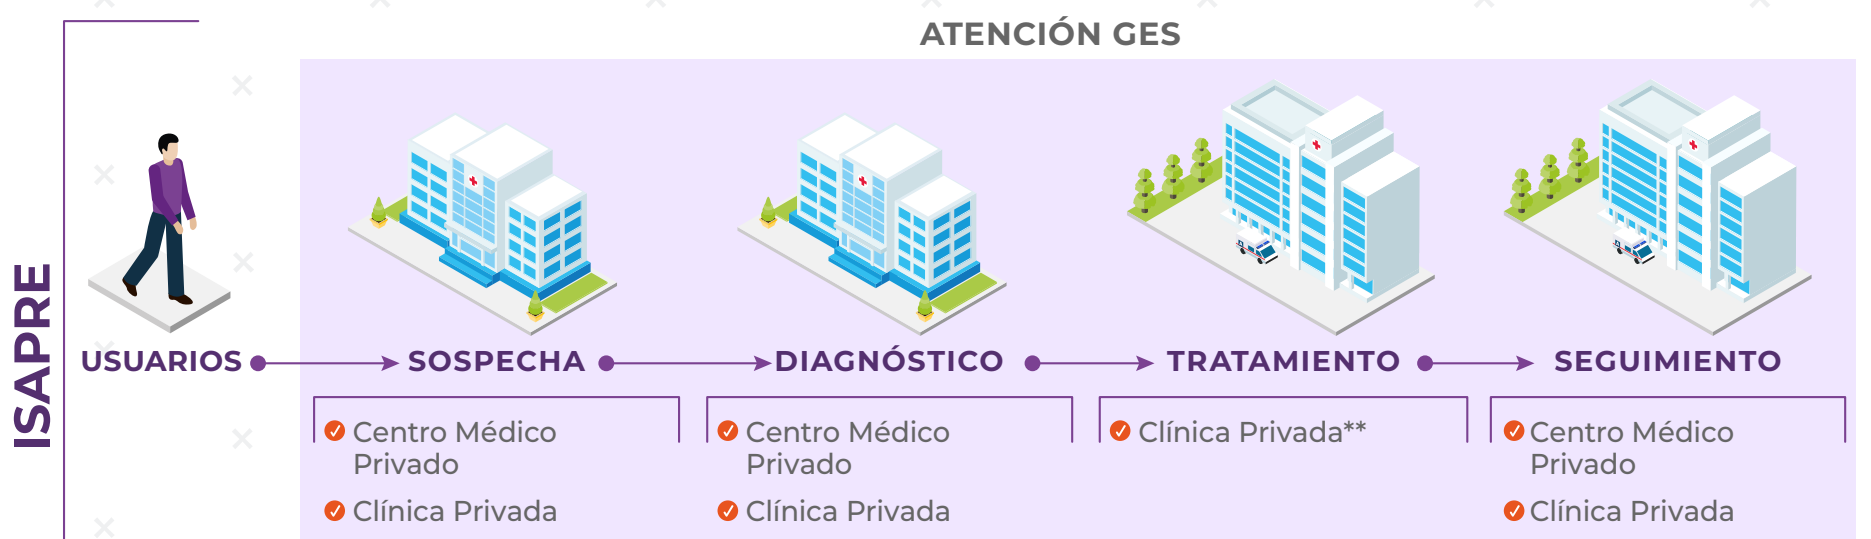 ATENCIÓN GES
ISAPRE
USUARIOS
SOSPECHA
DIAGNÓSTICO
TRATAMIENTO
SEGUIMIENTO
Centro Médico
Privado
Clínica Privada
Centro Médico
Privado
Clínica Privada
Clínica Privada**
Centro Médico
Privado
Clínica Privada